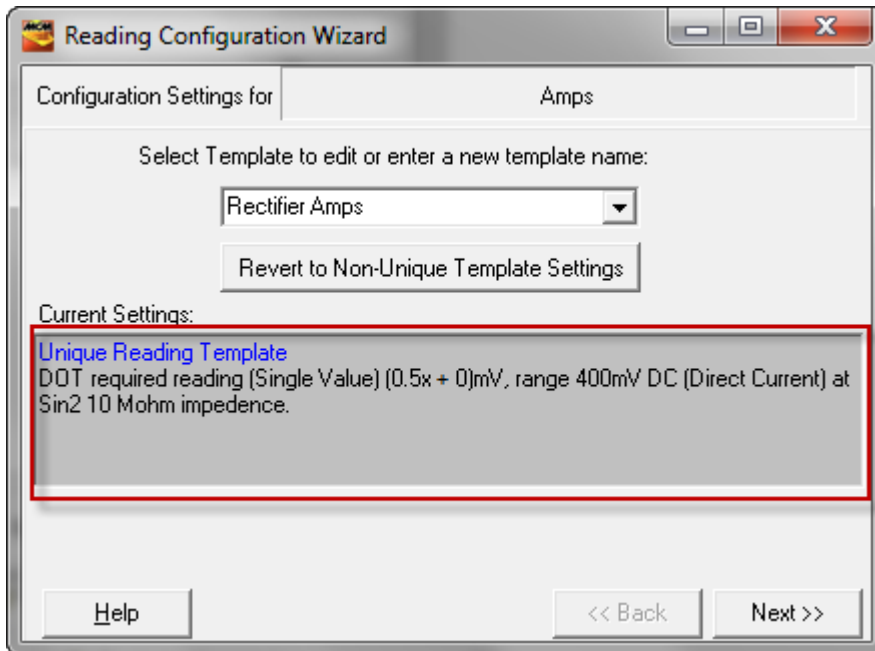 MCM
Reading Configuration Wizard
Configuration Settings for
Amps
Select Template to edit or enter a new template name:
Rectifier Amps
Revert to Non-Unique Template Settings
Current Settings:
Unique Reading Template
DOT required reading (Single Value) (0.5x + 0)mV, range 400mV DC (Direct Current) at
Sin2 10 Mohm impedence.
Help
<< Back
Next >>